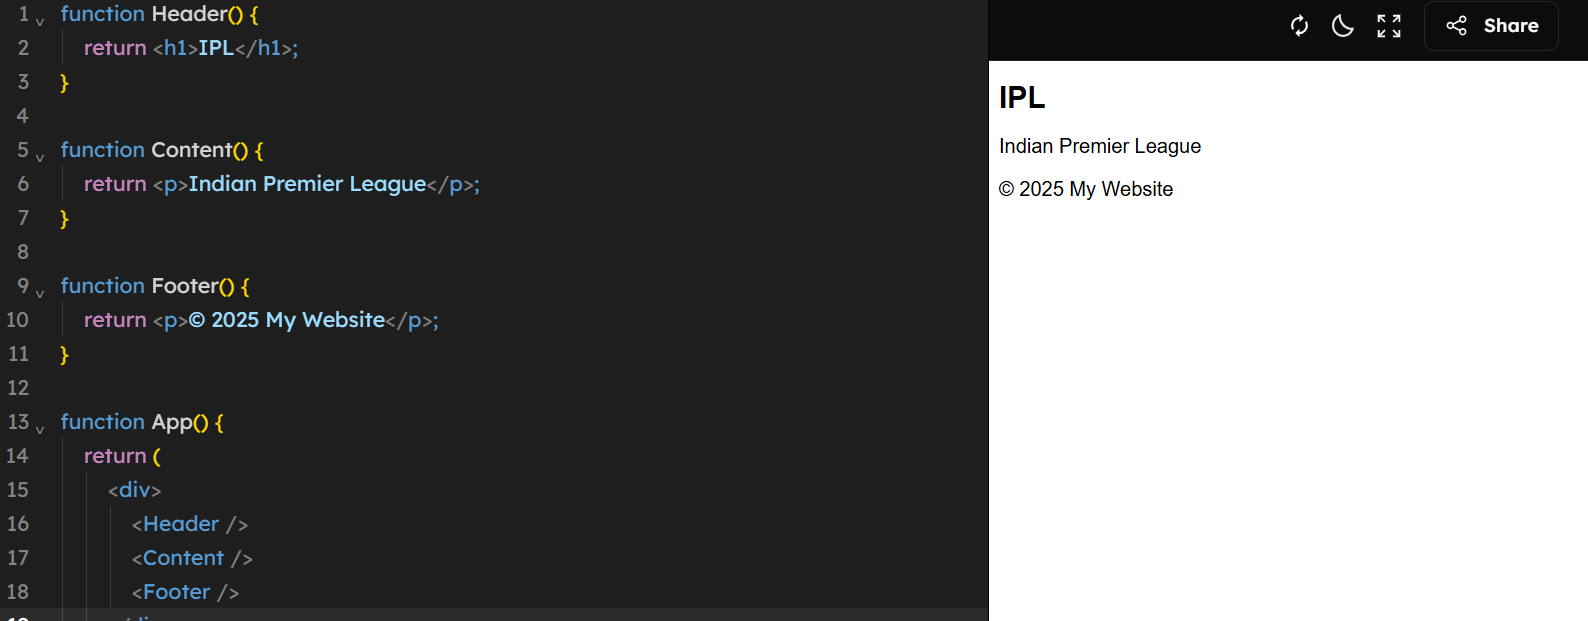 1 function Header() {
2 return <h1>IPL</h1>;
3 }
4
5 function Content() {
6 return <p>Indian Premier League</p>;
7 }
8
9 function Footer() {
10 return <p>© 2025 My Website</p>;
11 }
12
13 function App() {
14 return (
15 <div>
16 <Header />
17 <Content />
18 <Footer />
Share
IPL
Indian Premier League
© 2025 My Website